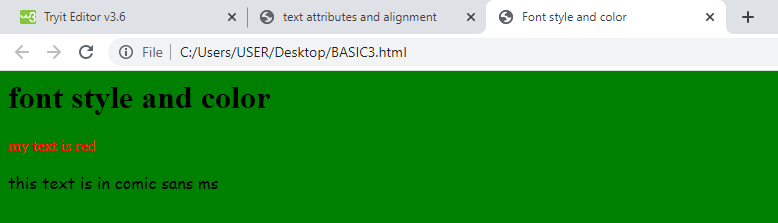 Tryit Editor v3.6
text attributes and alignment
Font style and color
File
C:/Users/USER/Desktop/BASIC3.html
font style and color
my text is red
this text is in comic sans ms